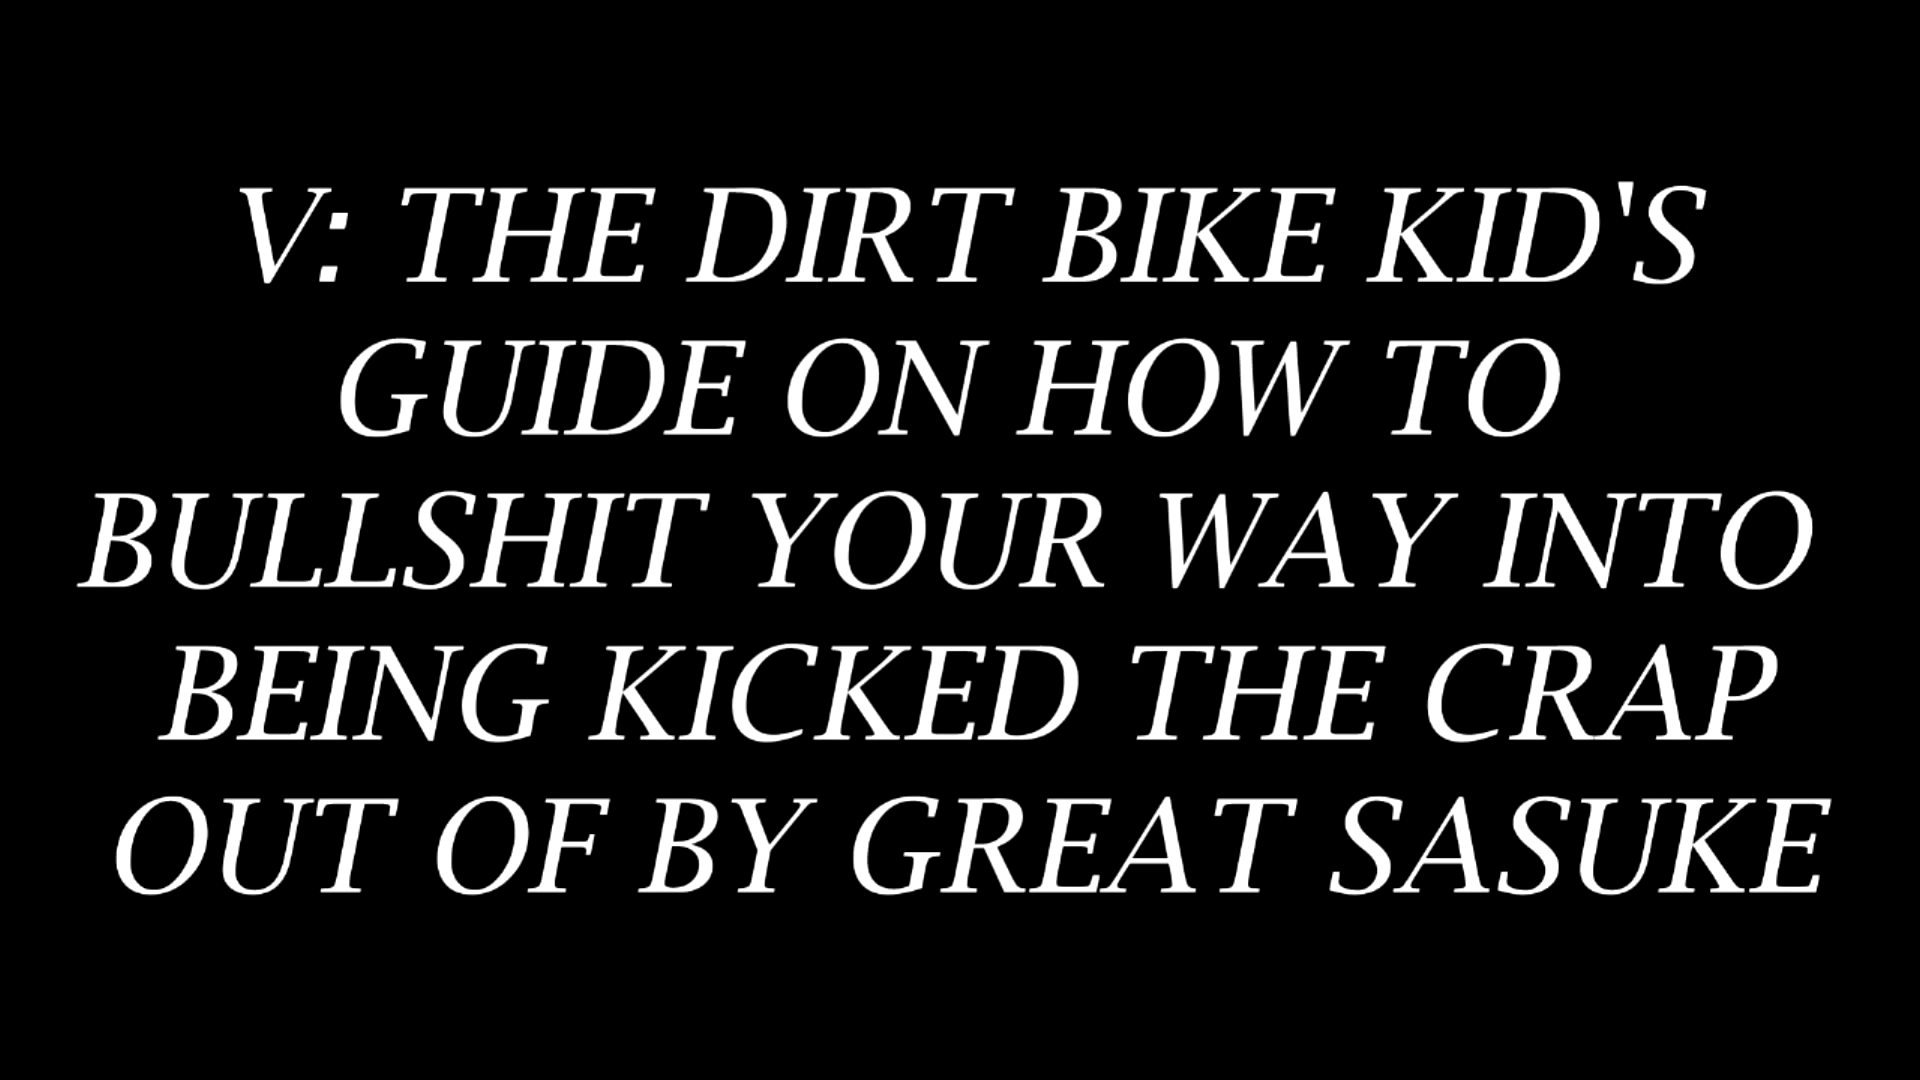 V: THE DIRT BIKE KID'S
GUIDE ON HOW TO
BULLSHIT YOUR WAY INTO
BEING KICKED THE CRAP
OUT OF BY GREAT SASUKE